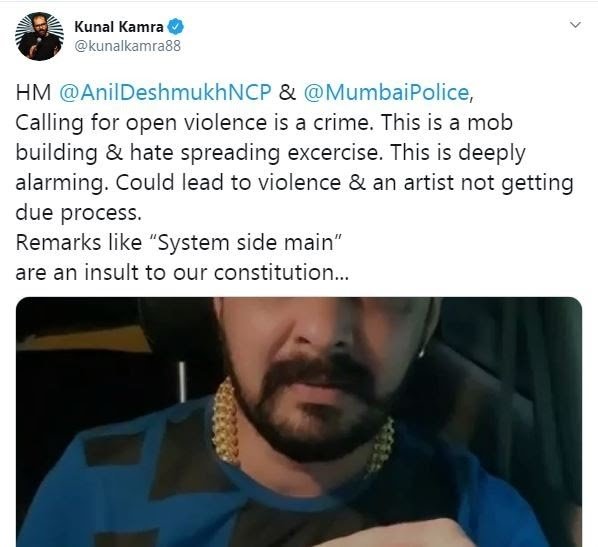 Kunal Kamra
@kunalkamra88
HM @AnilDeshmukhNCP & @MumbaiPolice,
Calling for open violence is a crime. This is a mob
building & hate spreading excercise. This is deeply
alarming. Could lead to violence & an artist not getting
due process.
Remarks like “System side main”
are an insult to our constitution...